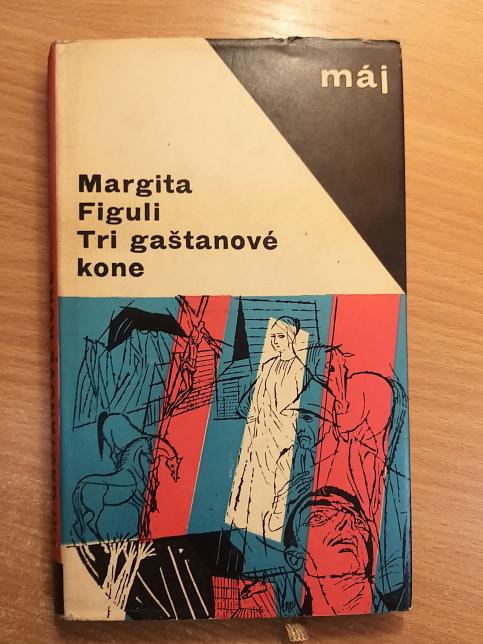 máj
Margita
Figuli
Tri gaštanové
kone